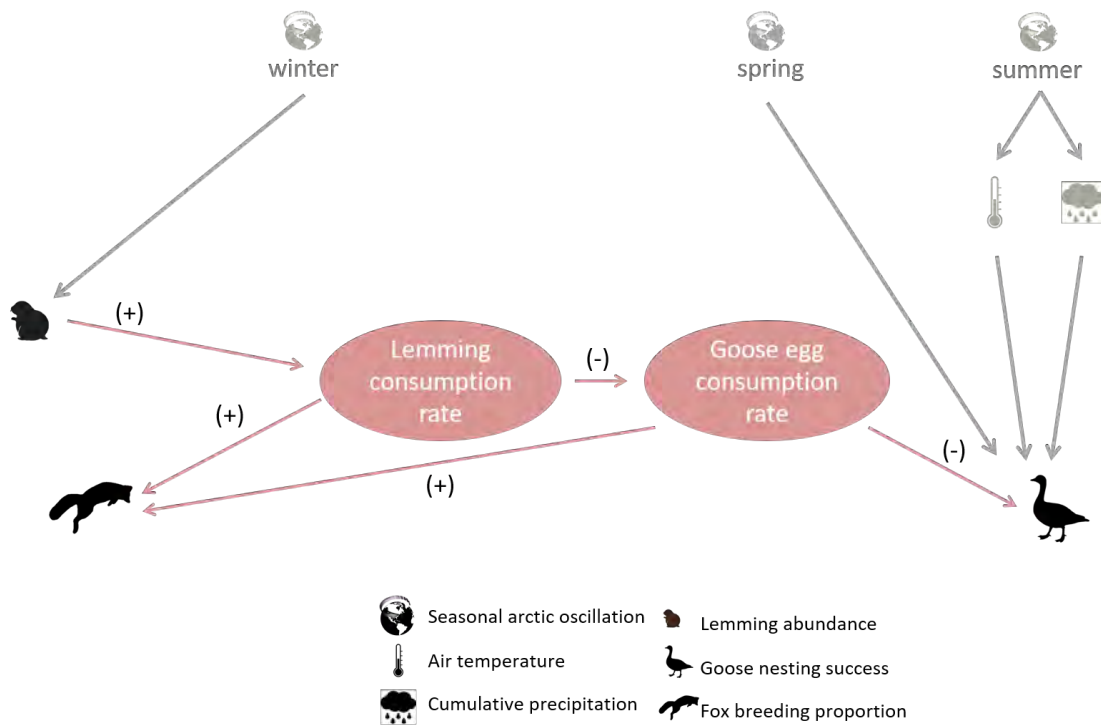 winter
spring
summer
(+)
Lemming
consumption
rate
(-)
Goose egg
consumption
rate
(+)
(+)
(-)
Seasonal arctic oscillation
Lemming abundance
Air temperature
Goose nesting success
Cumulative precipitation
Fox breeding proportion